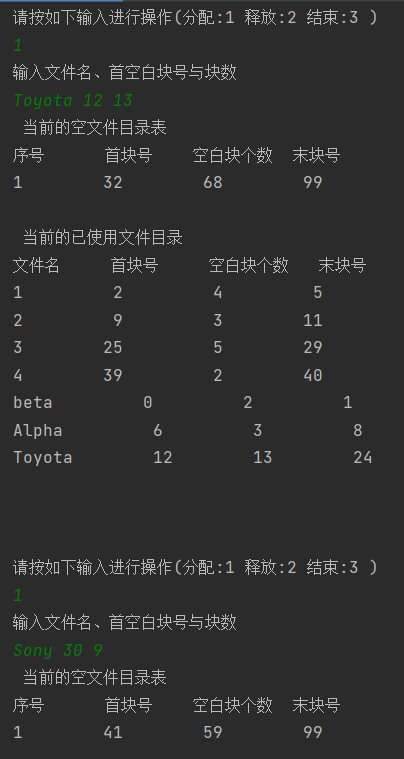 请按如下输入进行操作(分配:1 释放:2 结束:3 )
1
输入文件名、首空白块号与块数
Toyota 12 13
当前的空文件目录表
序号 首块号 空白块个数 末块号
1 32 68 99
当前的已使用文件目录
文件名 首块号 空白块个数 末块号
1 2 4 5
2 9 3 11
3 25 5 29
4 39 2 40
beta 0 2 1
Alpha 6 3 8
Toyota 12 13 24
请按如下输入进行操作(分配:1 释放:2 结束:3 )
1
输入文件名、首空白块号与块数
Sony 30 9
当前的空文件目录表
序号 首块号 空白块个数 末块号
1 41 59 99